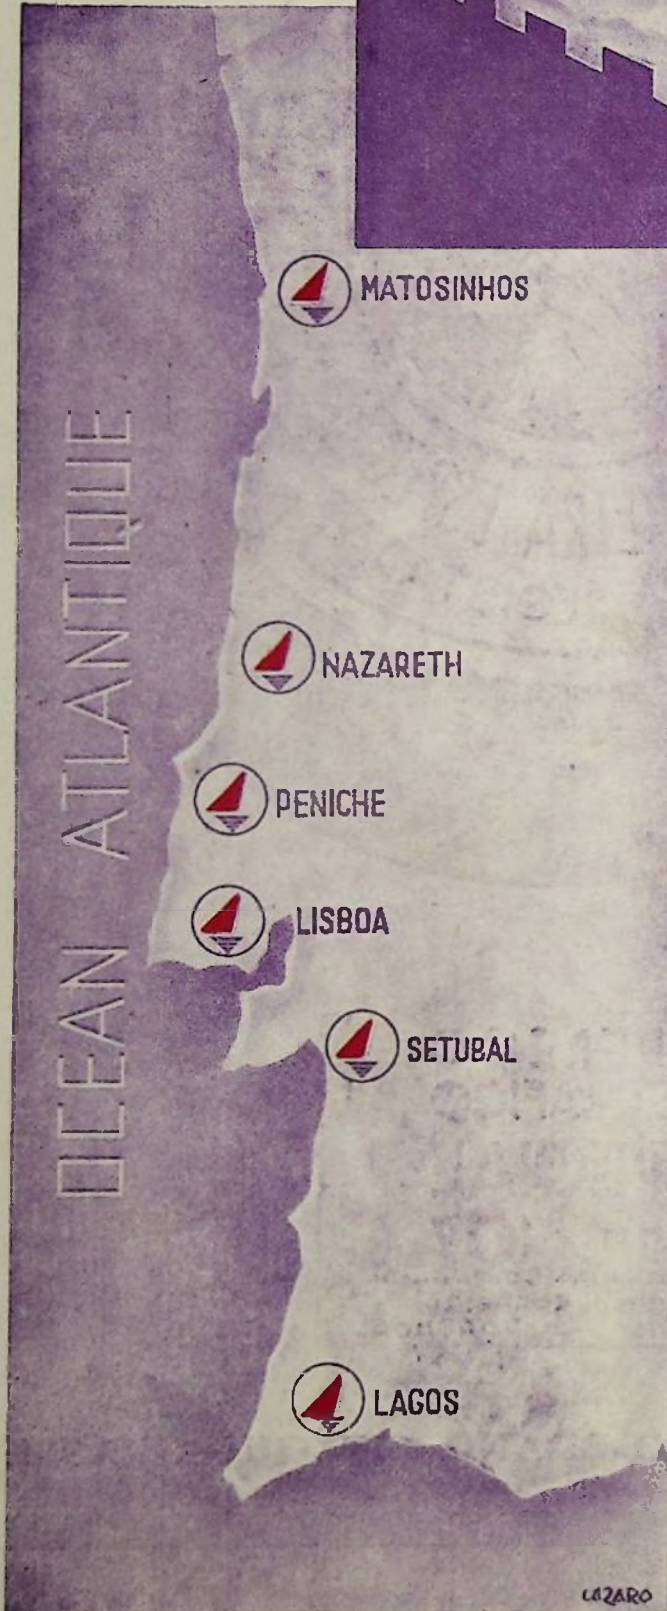 MATOSINHOS
OCEAN ATLANTIQUE
NAZARETH
PENICHE
LISBOA
SETUBAL
LAGOS
LAZARO